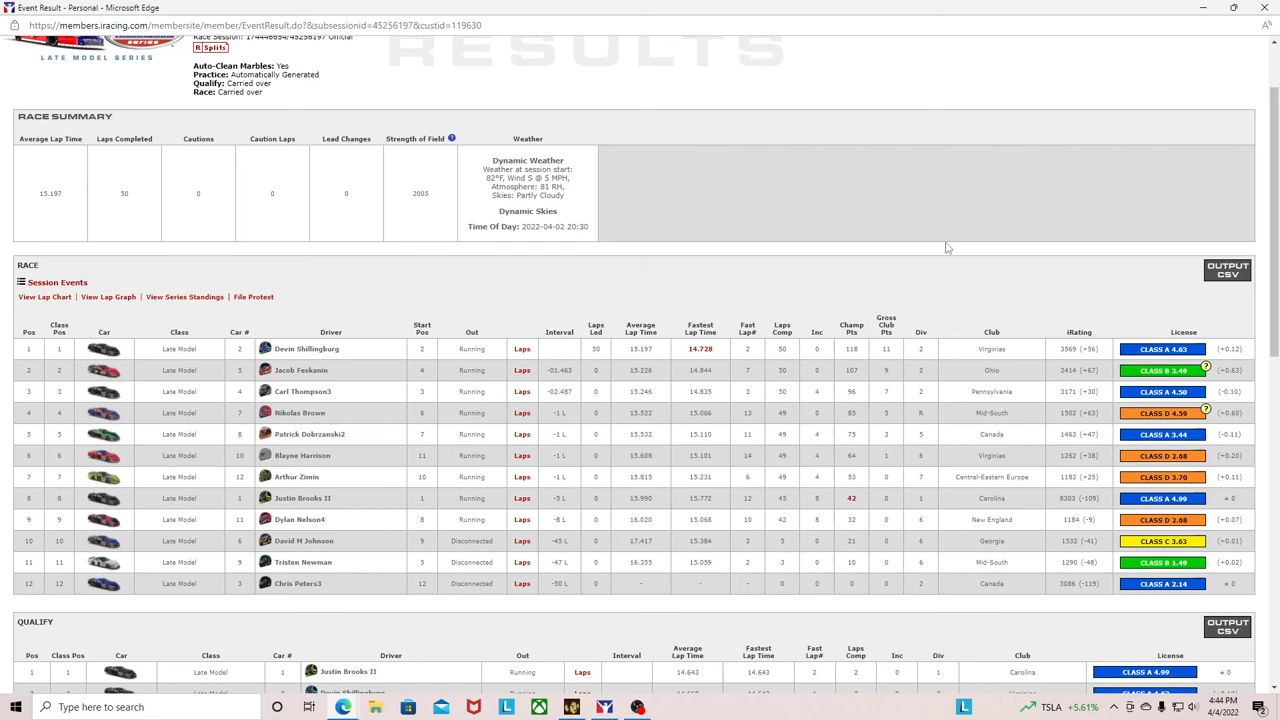 Event Result - Personal - Microsoft Edge
https://members.iracing.com/membersite/member/EventResult.do?&subsessionid=45256197&custid=119630
LATE MODEL SERIES
RESULTS
R Splits
Auto-Clean Marbles: Yes
Practice: Automatically Generated
Qualify: Carried over
Race: Carried over
RACE SUMMARY
Average Lap Time Laps Completed Cautions Caution Laps Lead Changes Strength of Field ? Weather
15.197 50 0 0 0 2005
Dynamic Weather
Weather at session start:
82°F, Wind S @ 5 MPH,
Atmosphere: 81 RH,
Skies: Partly Cloudy
Dynamic Skies
Time Of Day: 2022-04-02 20:30
RACE
OUTPUT CSV
Session Events
View Lap Chart | View Lap Graph | View Series Standings | File Protest
Pos Class Pos Car Class Car # Driver Start Pos Out Interval Laps Led Average Lap Time Fastest Lap Time Fast Lap# Laps Comp Inc Champ Pts Gross Club Pts Div Club iRating License
1 1 Late Model 2 Devin Shillingburg 2 Running Laps 50 15.197 14.728 2 50 0 118 11 2 Virginias 3569 (+56) CLASS A 4.63 (+0.12)
2 2 Late Model 5 Jacob Feskanin 4 Running Laps -01.463 0 15.226 14.844 7 50 0 107 9 2 Ohio 2414 (+67) CLASS B 3.49 ? (+0.63)
3 3 Late Model 4 Carl Thompson3 3 Running Laps -02.487 0 15.246 14.835 3 50 4 96 7 2 Pennsylvania 3171 (+30) CLASS A 4.50 (-0.10)
4 4 Late Model 7 Nikolas Brown 6 Running Laps -1 L 0 15.522 15.066 13 49 0 85 5 R Mid-South 1502 (+63) CLASS D 4.59 ? (+0.60)
5 5 Late Model 8 Patrick Dobrzanski2 7 Running Laps -1 L 0 15.532 15.110 11 49 3 75 3 5 Canada 1463 (+47) CLASS A 3.44 (-0.11)
6 6 Late Model 10 Blayne Harrison 11 Running Laps -1 L 0 15.608 15.101 14 49 4 64 1 6 Virginias 1262 (+38) CLASS D 2.68 (+0.20)
7 7 Late Model 12 Arthur Zimin 10 Running Laps -1 L 0 15.815 15.231 6 49 4 53 0 7 Central-Eastern Europe 1183 (+25) CLASS D 3.70 (+0.11)
8 8 Late Model 1 Justin Brooks II 1 Running Laps -5 L 0 15.990 15.772 12 45 0 42 0 1 Carolina 8303 (-109) CLASS A 4.99 0
9 9 Late Model 11 Dylan Nelson4 8 Running Laps -8 L 0 16.020 15.068 10 42 8 32 0 6 New England 1184 (-9) CLASS D 2.68 (+0.07)
10 10 Late Model 6 David M Johnson 9 Disconnected Laps -45 L 0 17.417 15.384 3 5 0 21 0 6 Georgia 1532 (-41) CLASS C 3.63 (+0.01)
11 11 Late Model 9 Tristen Newman 5 Disconnected Laps -47 L 0 16.355 15.059 2 3 0 10 0 6 Mid-South 1290 (-48) CLASS B 1.49 (+0.02)
12 12 Late Model 3 Chris Peters3 12 Disconnected Laps -50 L 0 - - - 0 0 0 0 2 Canada 3086 (-119) CLASS A 2.14 0
QUALIFY
OUTPUT CSV
Pos Class Pos Car Class Car # Driver Out Interval Average Lap Time Fastest Lap Time Fast Lap# Laps Comp Inc Div Club License
1 1 Late Model 1 Justin Brooks II Running Laps 14.643 14.643 2 2 0 1 Carolina CLASS A 4.99 0
Type here to search
TSLA +5.61%
4:44 PM
4/4/2022